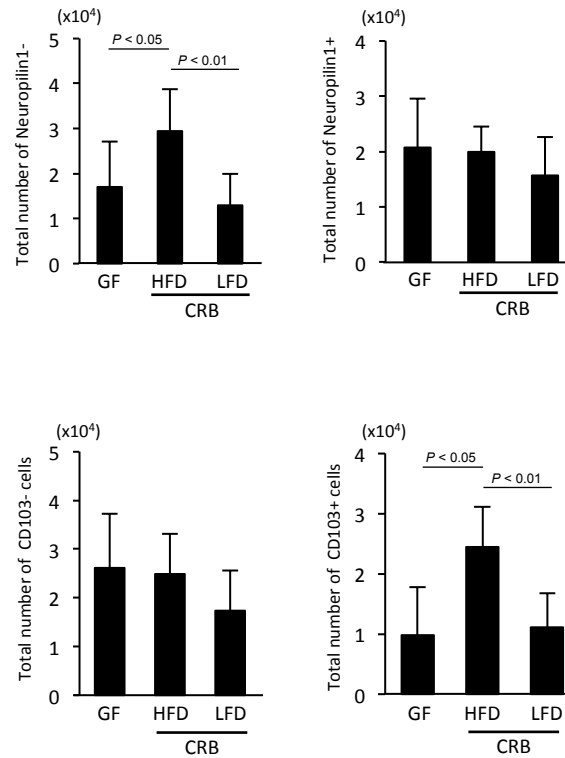 (x10⁴)
Total number of Neuropilin1-
5
4
3
2
1
0
P < 0.05
P < 0.01
GF HFD LFD
CRB
(x10⁴)
Total number of Neuropilin1+
4
3
2
1
0
GF HFD LFD
CRB
(x10⁴)
Total number of CD103- cells
5
4
3
2
1
0
GF HFD LFD
CRB
(x10⁴)
Total number of CD103+ cells
4
3
2
1
0
P < 0.05
P < 0.01
GF HFD LFD
CRB